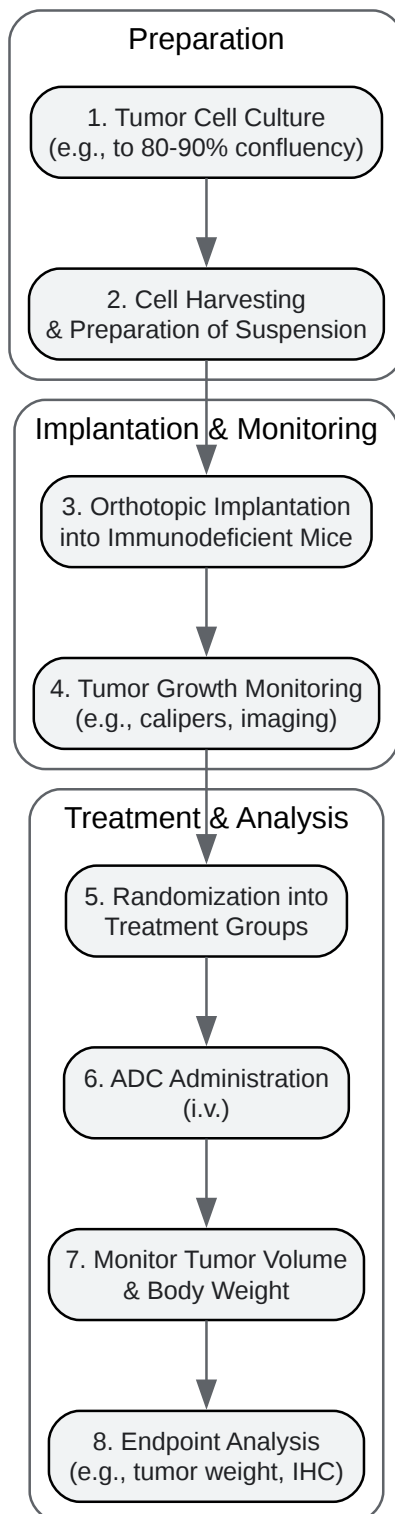 Preparation
1. Tumor Cell Culture
(e.g., to 80-90% confluency)
2. Cell Harvesting
& Preparation of Suspension
Implantation & Monitoring
3. Orthotopic Implantation
into Immunodeficient Mice
4. Tumor Growth Monitoring
(e.g., calipers, imaging)
Treatment & Analysis
5. Randomization into
Treatment Groups
6. ADC Administration
(i.v.)
7. Monitor Tumor Volume
& Body Weight
8. Endpoint Analysis
(e.g., tumor weight, IHC)